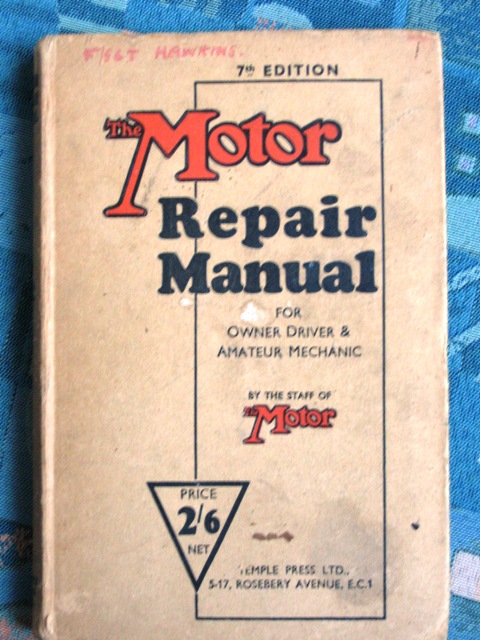 F/SGT HAWKINS.
7th EDITION
The Motor
Repair
Manual
FOR
OWNER DRIVER &
AMATEUR MECHANIC
BY THE STAFF OF
The Motor
PRICE
2/6
NET
TEMPLE PRESS LTD.,
5-17, ROSEBERY AVENUE, E.C.1